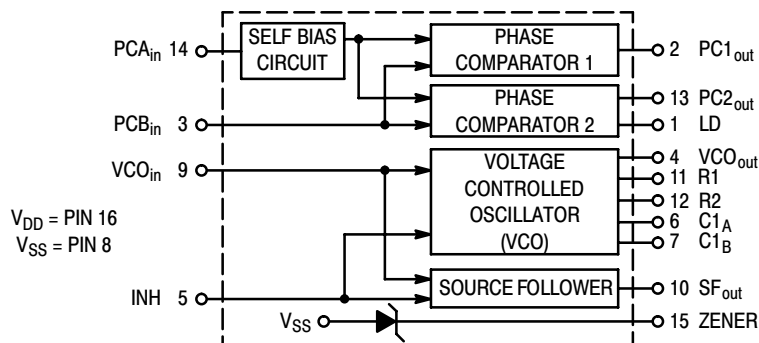 PCAin 14
SELF BIAS
CIRCUIT
PHASE
COMPARATOR 1
2 PC1out
PCBin 3
PHASE
COMPARATOR 2
13 PC2out
1 LD
VCOin 9
VOLTAGE
CONTROLLED
OSCILLATOR
(VCO)
4 VCOout
11 R1
12 R2
6 C1A
7 C1B
VDD = PIN 16
VSS = PIN 8
INH 5
SOURCE FOLLOWER
10 SFout
VSS
15 ZENER